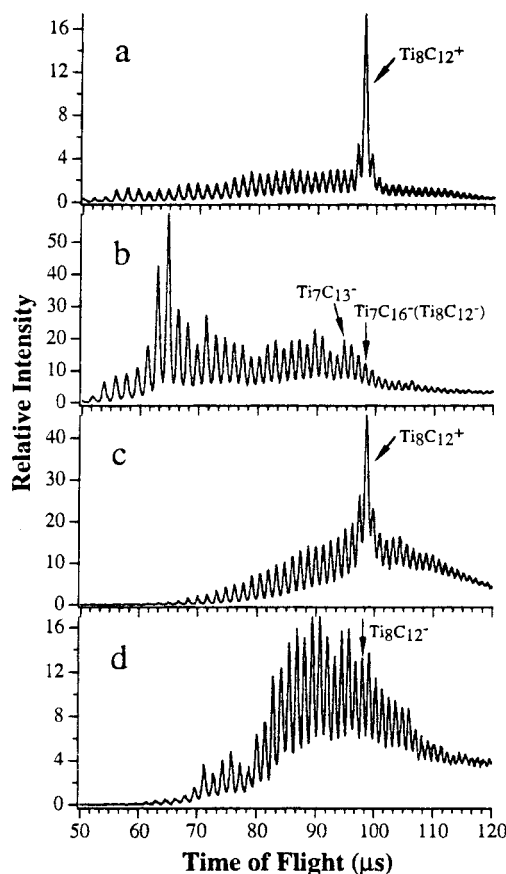 16
12
8
4
0
a
Ti8C12+
50
40
30
20
10
0
b
Ti7C13-
Ti7C16-(Ti8C12-)
40
30
20
10
0
c
Ti8C12+
16
12
8
4
0
d
Ti8C12-
50 60 70 80 90 100 110 120
Time of Flight (μs)
Relative Intensity